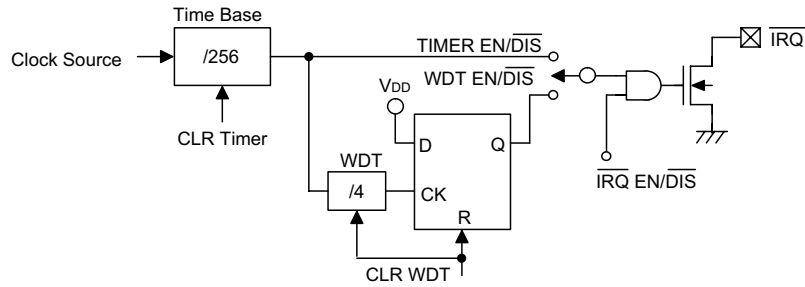 Time Base
Clock Source
/256
CLR Timer
TIMER EN/DIS
WDT EN/DIS
IRQ
VDD
D
Q
CK
R
WDT
/4
CLR WDT
IRQ EN/DIS